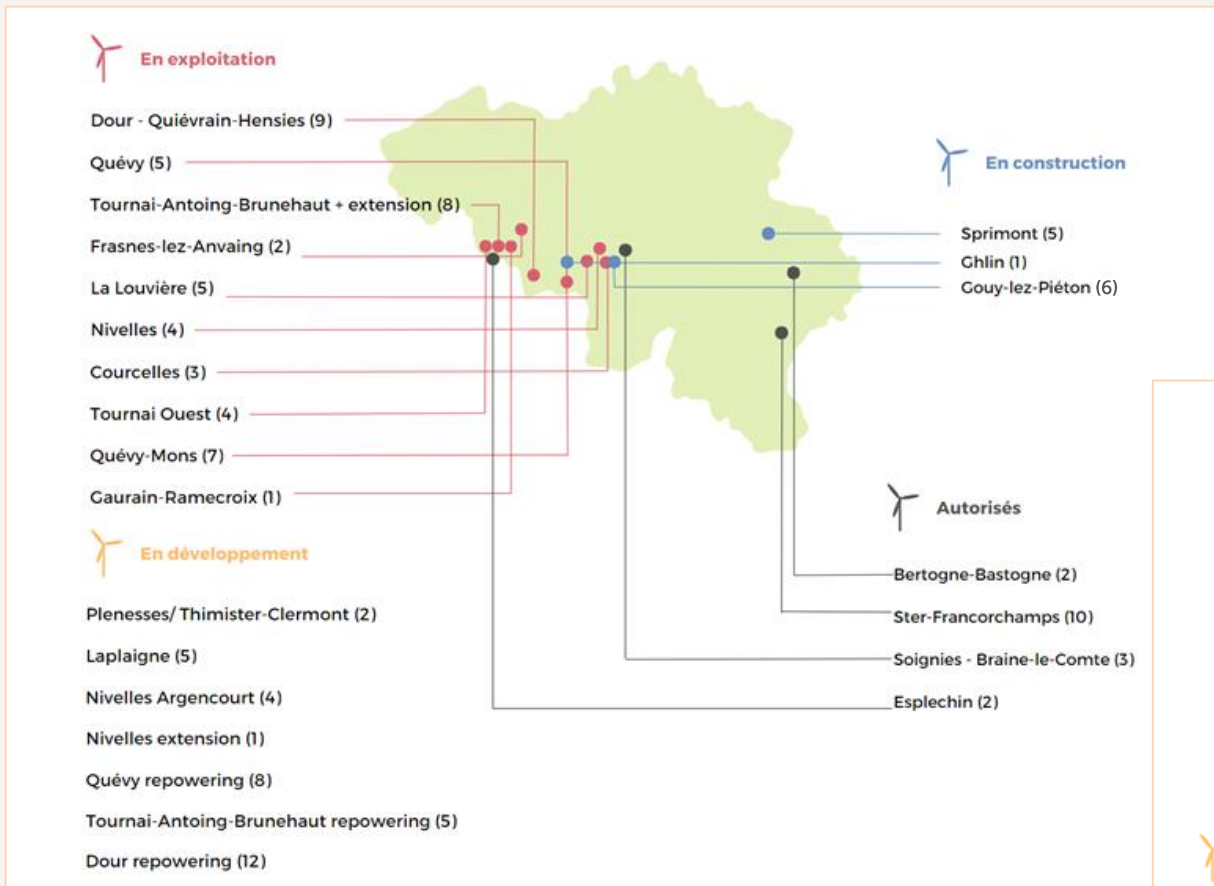 En exploitation
Dour - Quiévrain-Hensies (9)
Quévy (5)
Tournai-Antoing-Brunehaut + extension (8)
Frasnes-lez-Anvaing (2)
La Louvière (5)
Nivelles (4)
Courcelles (3)
Tournai Ouest (4)
Quévy-Mons (7)
Gaurain-Ramecroix (1)
En développement
Plenesses/ Thimister-Clermont (2)
Laplaigne (5)
Nivelles Argencourt (4)
Nivelles extension (1)
Quévy repowering (8)
Tournai-Antoing-Brunehaut repowering (5)
Dour repowering (12)
En construction
Sprimont (5)
Ghlin (1)
Gouy-lez-Piéton (6)
Autorisés
Bertogne-Bastogne (2)
Ster-Francorchamps (10)
Soignies - Braine-le-Comte (3)
Esplechin (2)